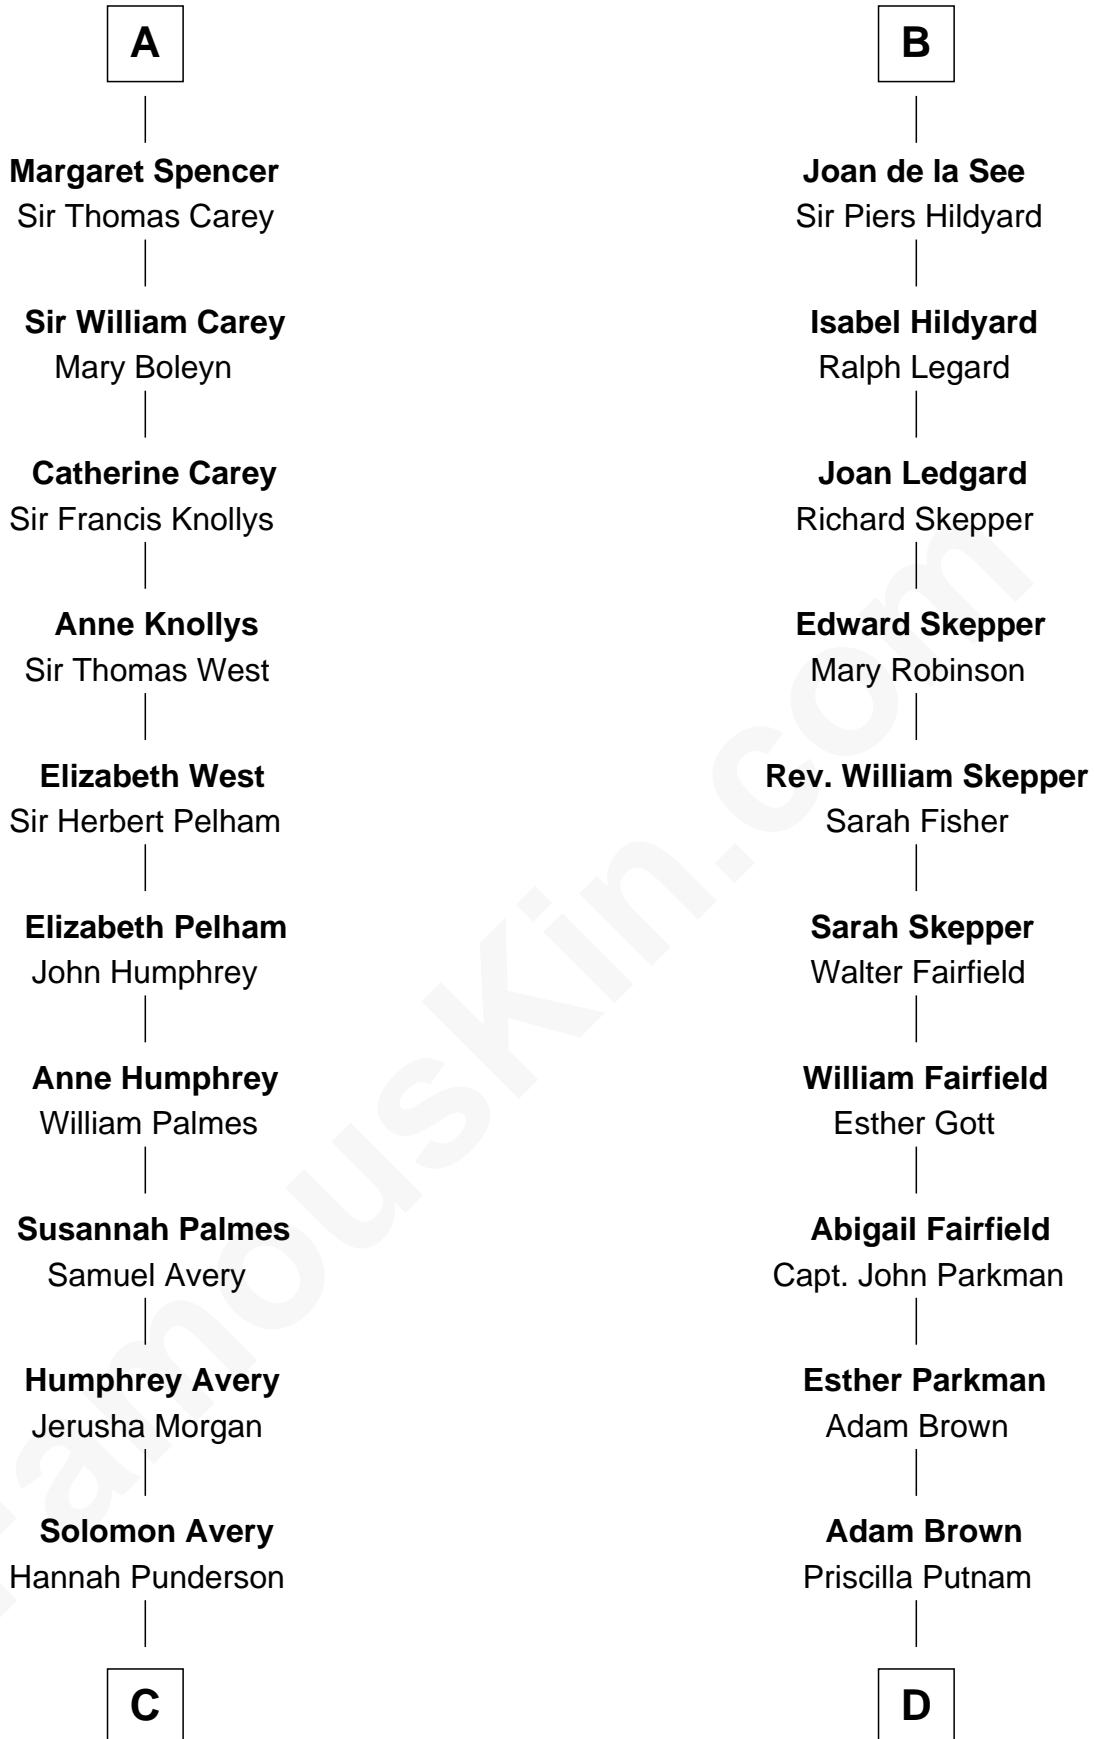 A
Margaret Spencer
Sir Thomas Carey
Sir William Carey
Mary Boleyn
Catherine Carey
Sir Francis Knollys
Anne Knollys
Sir Thomas West
Elizabeth West
Sir Herbert Pelham
Elizabeth Pelham
John Humphrey
Anne Humphrey
William Palmes
Susannah Palmes
Samuel Avery
Humphrey Avery
Jerusha Morgan
Solomon Avery
Hannah Punderson
C
B
Joan de la See
Sir Piers Hildyard
Isabel Hildyard
Ralph Legard
Joan Ledgard
Richard Skepper
Edward Skepper
Mary Robinson
Rev. William Skepper
Sarah Fisher
Sarah Skepper
Walter Fairfield
William Fairfield
Esther Gott
Abigail Fairfield
Capt. John Parkman
Esther Parkman
Adam Brown
Adam Brown
Priscilla Putnam
D
FamousKin.com